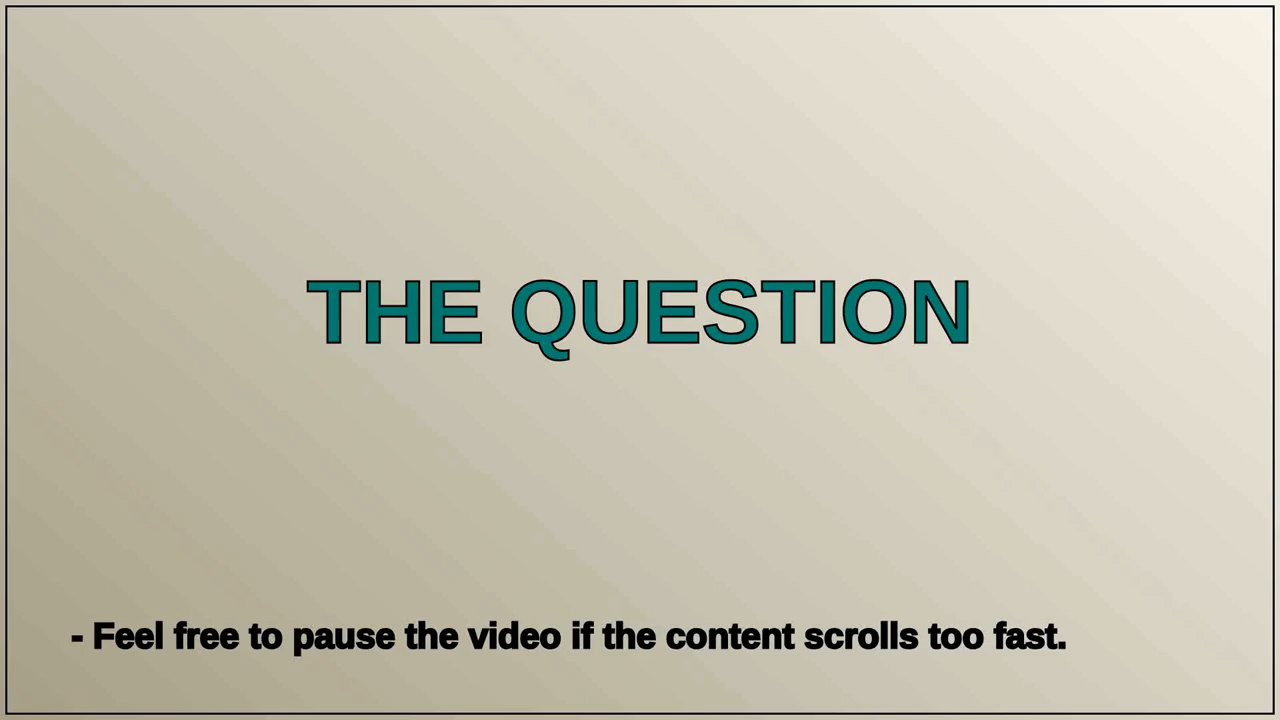 THE QUESTION
- Feel free to pause the video if the content scrolls too fast.